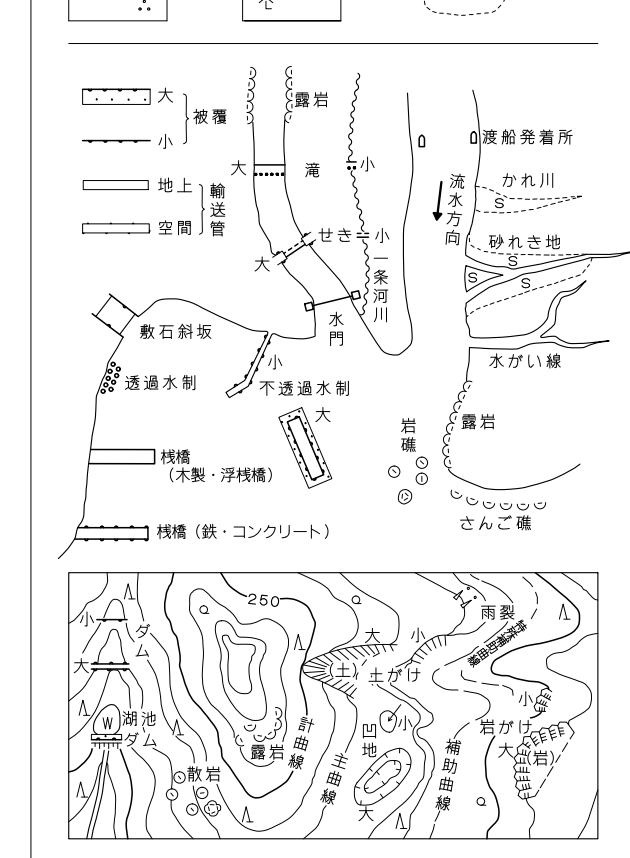 大
小
被覆
地上
空間
輸送管
露岩
大 滝 小
せき 小
大
一条河川
水門
渡船発着所
流水方向
かれ川
S
砂れき地
S
S
S
水がい線
敷石斜坂
透過水制
小
不透過水制
大
桟橋
(木製・浮桟橋)
桟橋(鉄・コンクリート)
岩礁
露岩
さんご礁
小
ダム
大
W
湖池
ダム
250
露岩
散岩
計曲線
主曲線
大 小
土
土がけ
凹地
小
大
補助曲線
雨裂
特殊補助曲線
小
岩がけ
大
(岩)